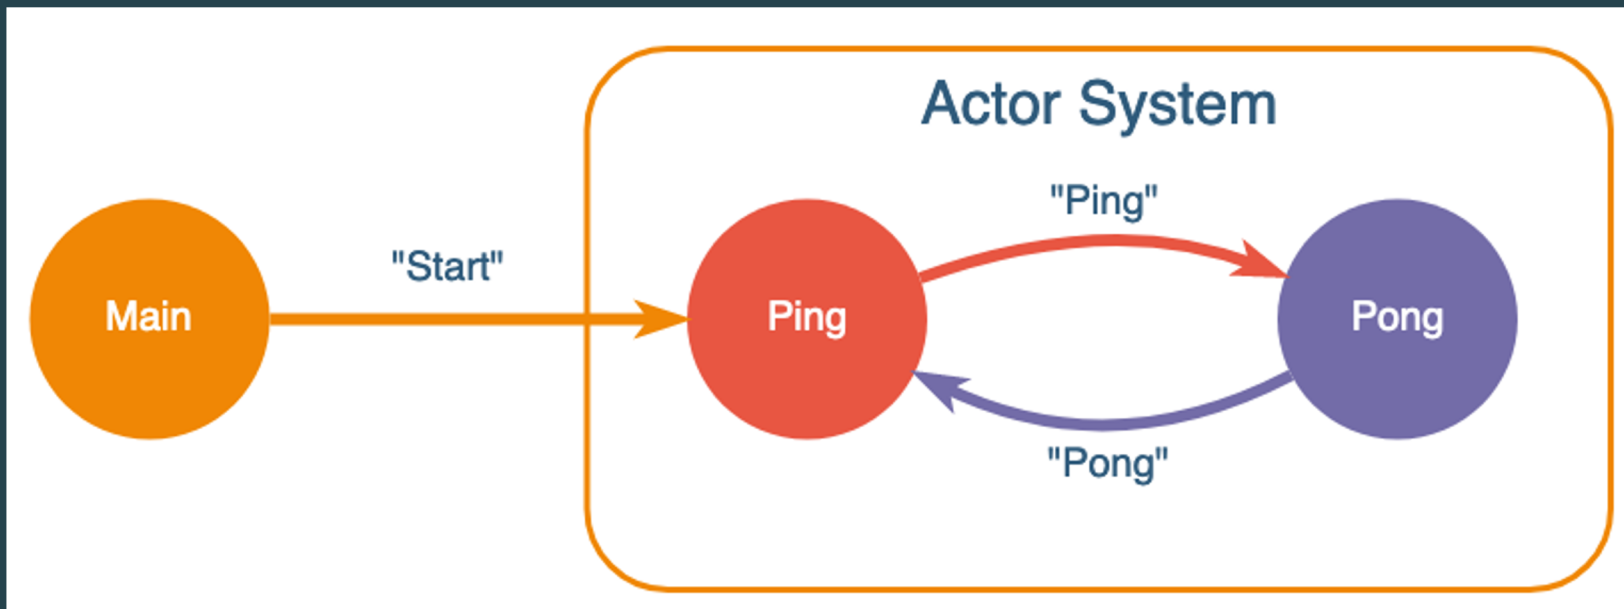 Actor System
"Ping"
"Start"
Main
Ping
Pong
"Pong"